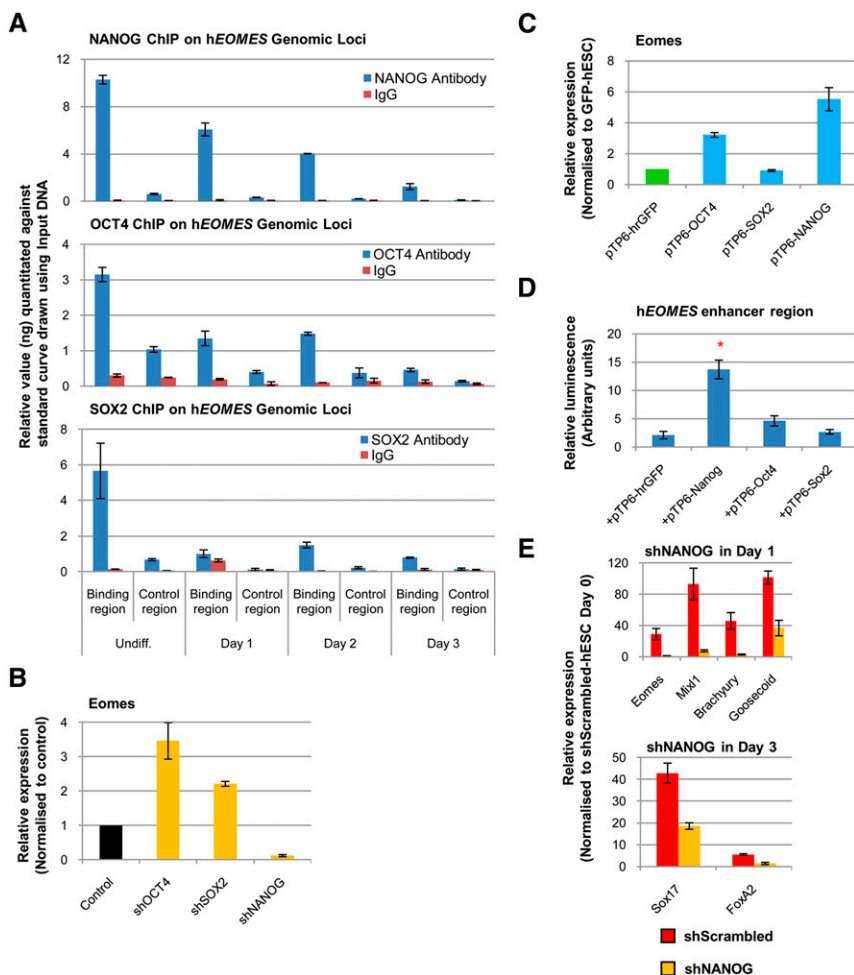 A
NANOG ChIP on hEOMES Genomic Loci
12
8
4
0
NANOG Antibody
IgG
OCT4 ChIP on hEOMES Genomic Loci
4
3
2
1
0
OCT4 Antibody
IgG
SOX2 ChIP on hEOMES Genomic Loci
8
6
4
2
0
SOX2 Antibody
IgG
Relative value (ng) quantitated against
standard curve drawn using Input DNA
Binding region
Control region
Binding region
Control region
Binding region
Control region
Binding region
Control region
Undiff.
Day 1
Day 2
Day 3
B
Eomes
Relative expression
(Normalised to control)
4
3
2
1
0
Control
shOCT4
shSOX2
shNANOG
C
Eomes
Relative expression
(Normalised to GFP-hESC)
8
6
4
2
0
pTP6-hrGFP
pTP6-OCT4
pTP6-SOX2
pTP6-NANOG
D
hEOMES enhancer region
Relative luminescence
(Arbitrary units)
20
15
10
5
0
*
+pTP6-hrGFP
+pTP6-Nanog
+pTP6-Oct4
+pTP6-Sox2
E
shNANOG in Day 1
Relative expression
(Normalised to shScrambled-hESC Day 0)
120
80
40
0
Eomes
Mixl1
Brachyury
Goosecoid
shNANOG in Day 3
50
40
30
20
10
0
Sox17
FoxA2
shScrambled
shNANOG